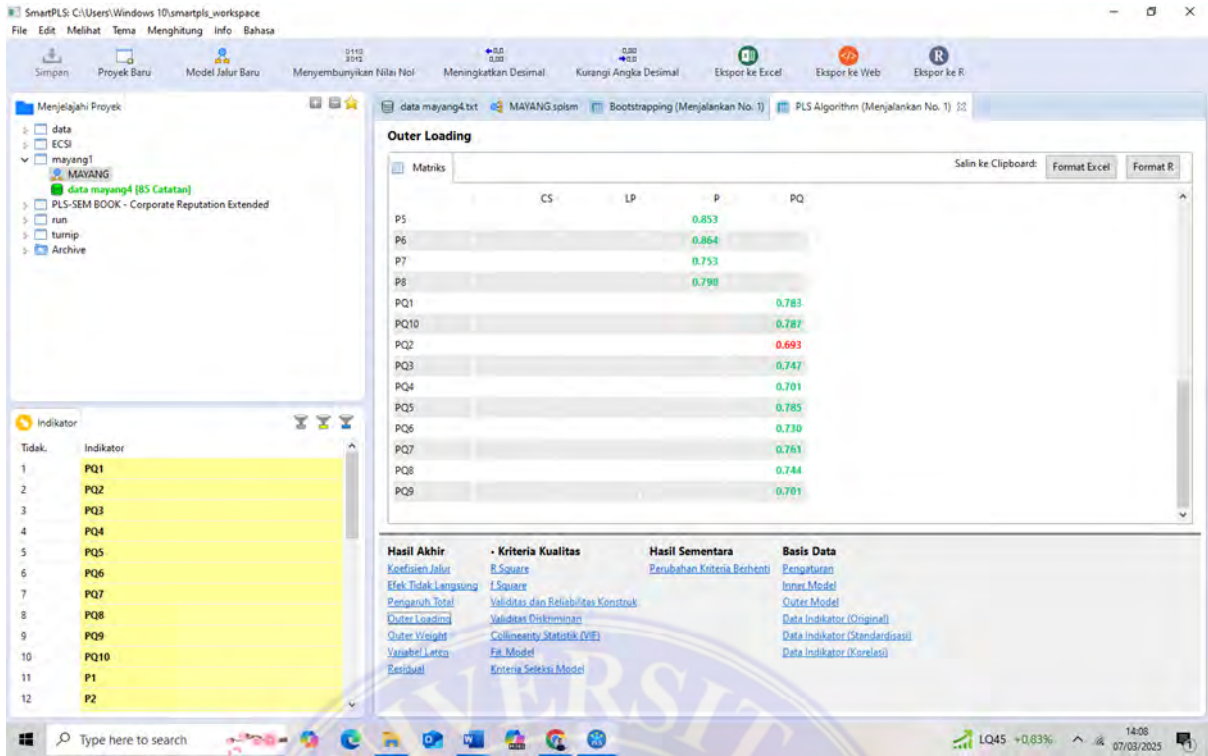 SmartPLS: C:\Users\Windows 10\smartpls_workspace
File Edit Melihat Tema Menghitung Info Bahasa
Simpan Proyek Baru Model Jalur Baru Menyembunyikan Nilai Nol Meningkatkan Desimal Kurangi Angka Desimal Ekspor ke Excel Ekspor ke Web Ekspor ke R
Menjelajahi Proyek
data
ECSI
mayang1
MAYANG
data mayang4 [85 Catatan]
PLS-SEM BOOK - Corporate Reputation Extended
run
turnip
Archive
Indikator
Tidak. Indikator
1 PQ1
2 PQ2
3 PQ3
4 PQ4
5 PQ5
6 PQ6
7 PQ7
8 PQ8
9 PQ9
10 PQ10
11 P1
12 P2
data mayang4.txt MAYANG.splsm Bootstrapping (Menjalankan No. 1) PLS Algorithm (Menjalankan No. 1)
Outer Loading
Matriks Salin ke Clipboard: Format Excel Format R
CS LP P PQ
P5 0.853
P6 0.864
P7 0.753
P8 0.798
PQ1 0.783
PQ10 0.787
PQ2 0.693
PQ3 0.747
PQ4 0.701
PQ5 0.785
PQ6 0.730
PQ7 0.761
PQ8 0.744
PQ9 0.701
Hasil Akhir Kriteria Kualitas Hasil Sementara Basis Data
Koefisien Jalur R Square Perubahan Kriteria Berhenti Pengaturan
Efek Tidak Langsung f Square Inner Model
Pengaruh Total Validitas dan Reliabilitas Konstruk Outer Model
Outer Loading Validitas Diskriminan Data Indikator (Original)
Outer Weight Collinearity Statistik (VIF) Data Indikator (Standardisasi)
Variabel Laten Fit Model Data Indikator (Korelasi)
Residual Kriteria Seleksi Model
VERSIT
Type here to search LQ45 +0,83% 14:08
07/03/2025